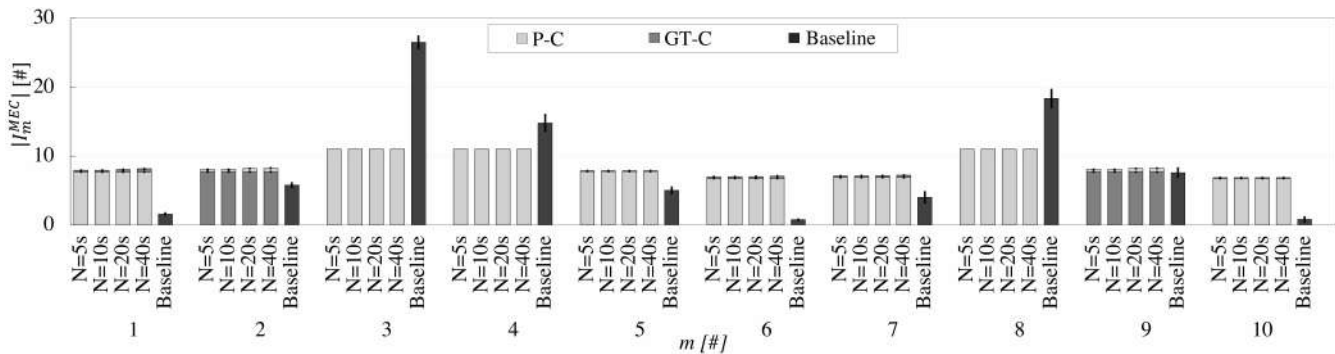 30
P-C GT-C Baseline
|I_m^{MEC}| [#]
20
10
0
N=5s N=10s N=20s N=40s Baseline N=5s N=10s N=20s N=40s Baseline N=5s N=10s N=20s N=40s Baseline N=5s N=10s N=20s N=40s Baseline N=5s N=10s N=20s N=40s Baseline N=5s N=10s N=20s N=40s Baseline N=5s N=10s N=20s N=40s Baseline N=5s N=10s N=20s N=40s Baseline N=5s N=10s N=20s N=40s Baseline N=5s N=10s N=20s N=40s Baseline
1 2 3 4 5 6 7 8 9 10
m [#]